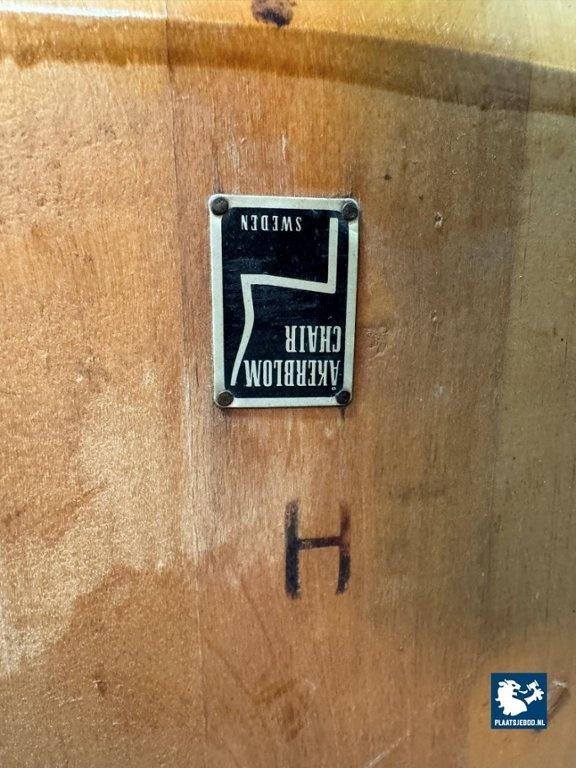 ÅKERBLOM
CHAIR
SWEDEN
H
PLAATSJEBOD.NL